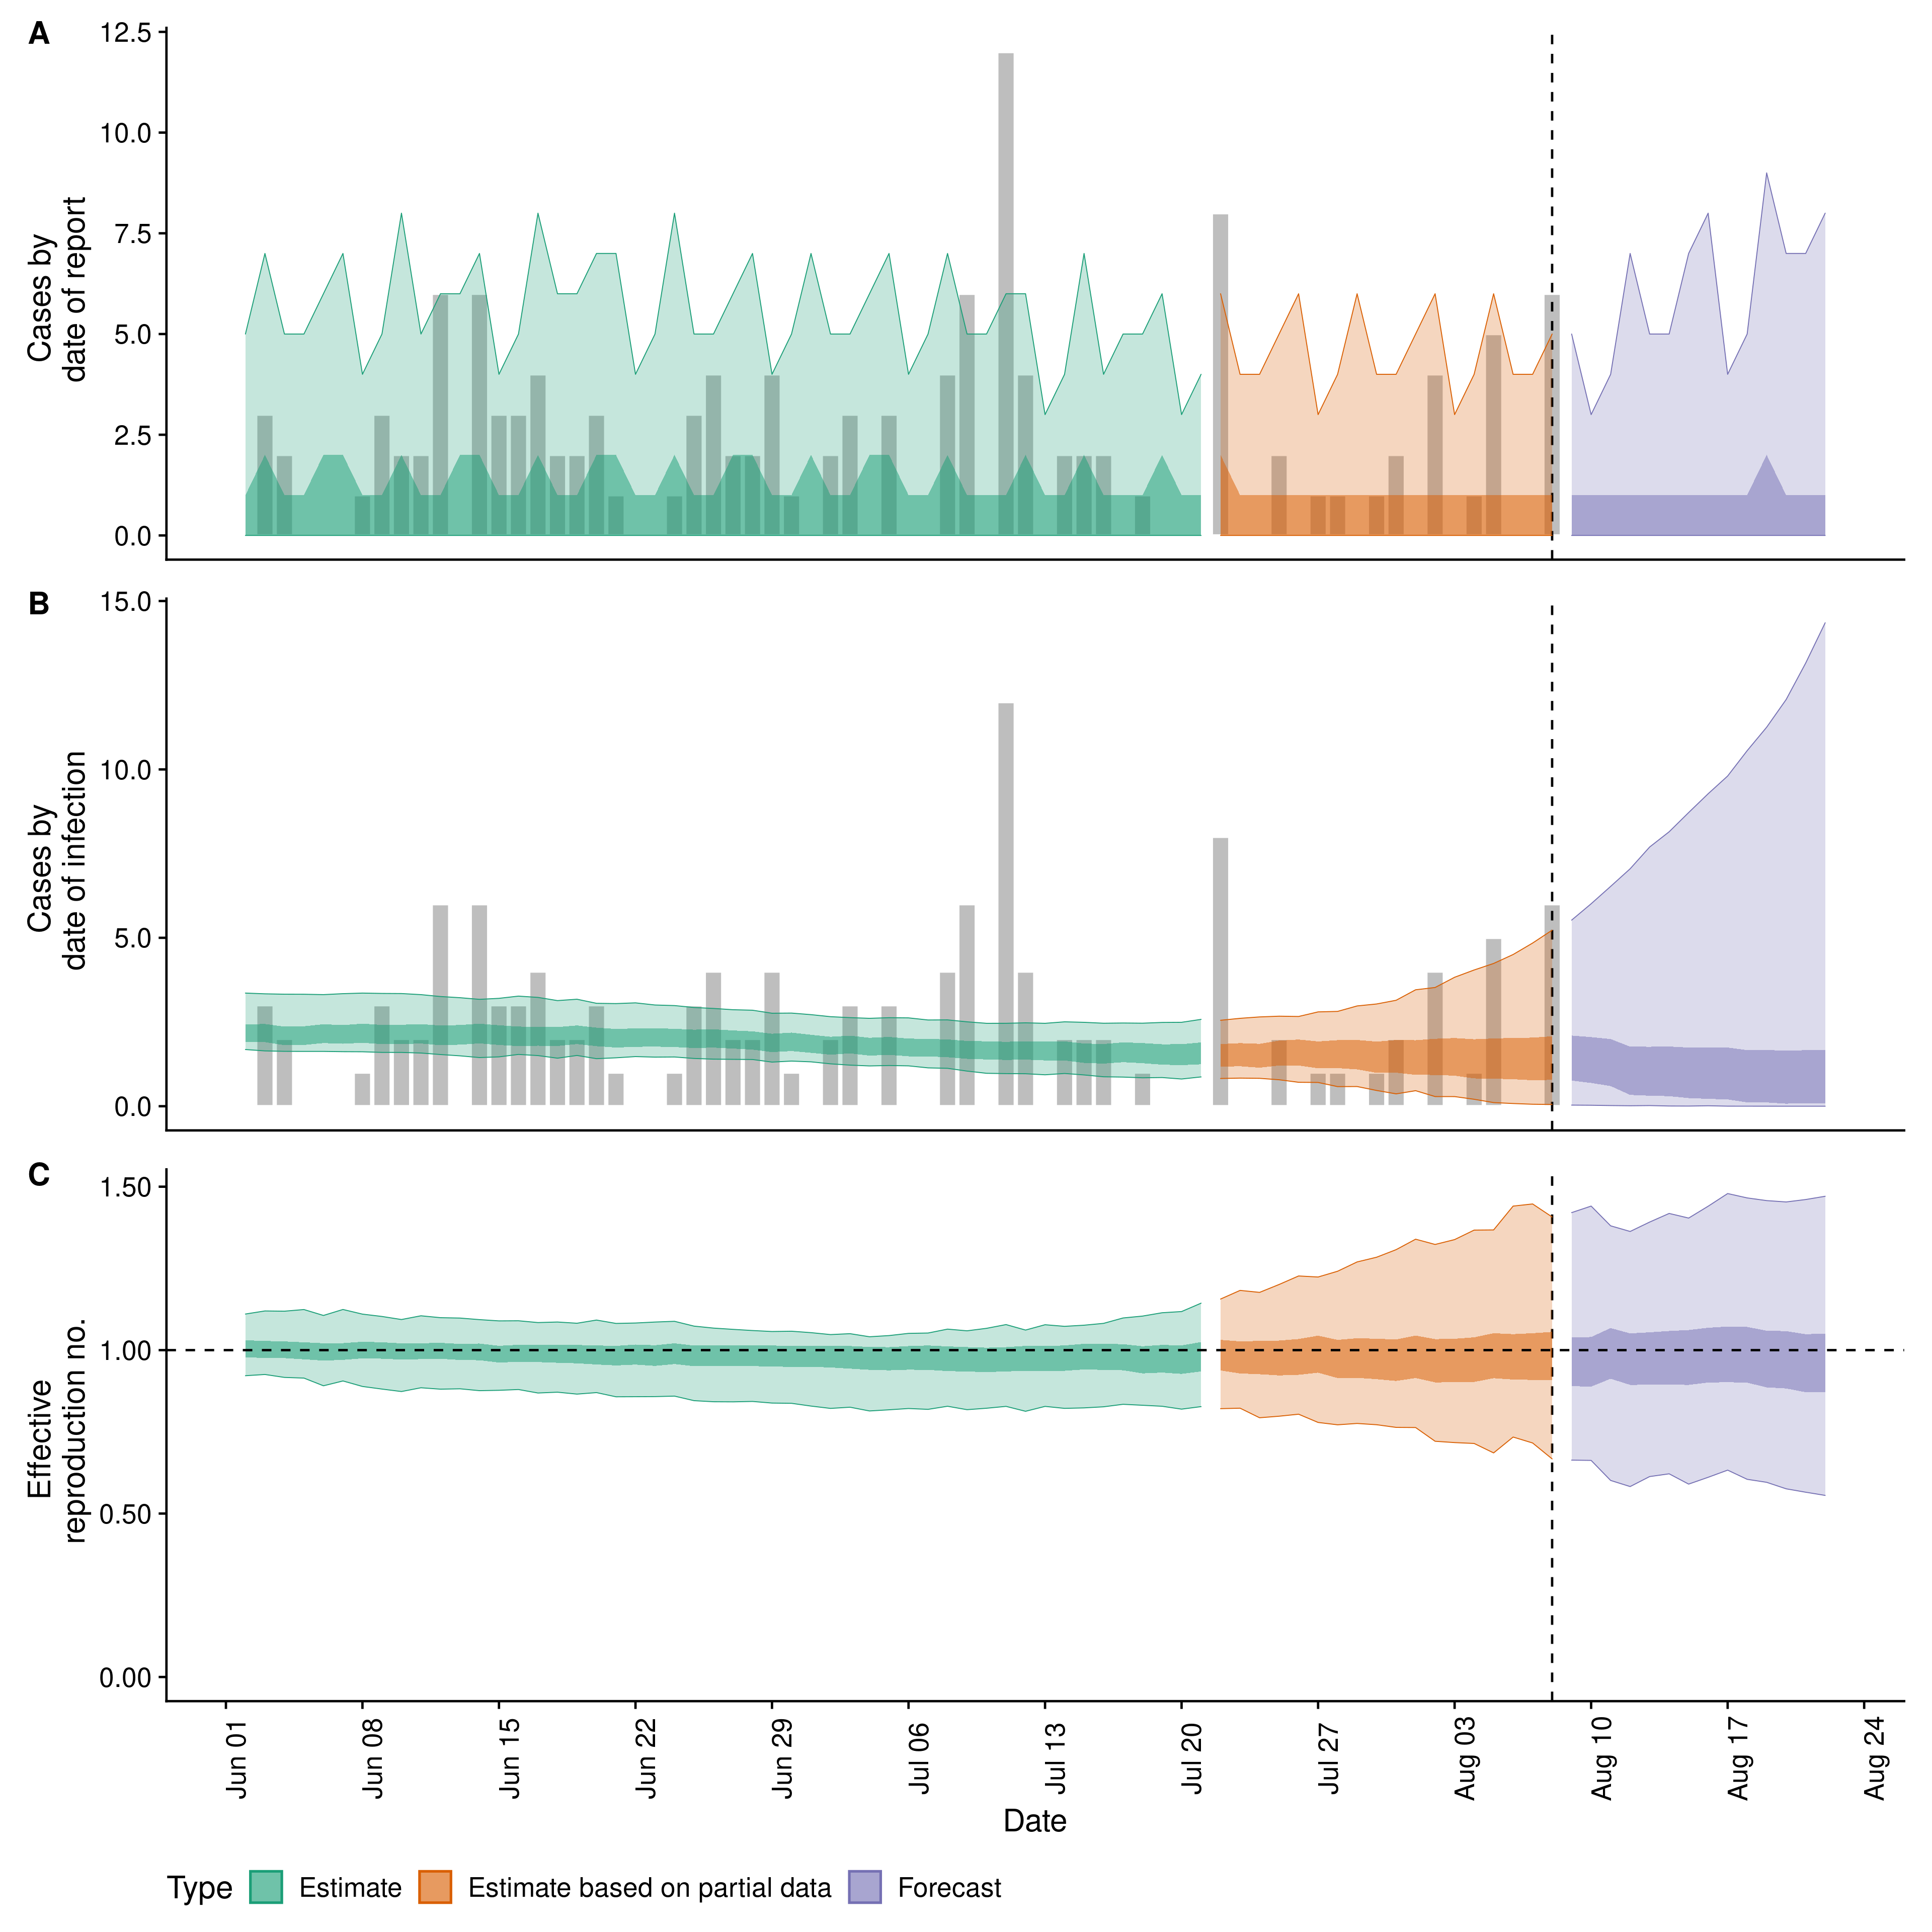 A
Cases by
date of report
12.5
10.0
7.5
5.0
2.5
0.0
B
Cases by
date of infection
15.0
10.0
5.0
0.0
C
Effective
reproduction no.
1.50
1.00
0.50
0.00
Jun 01
Jun 08
Jun 15
Jun 22
Jun 29
Jul 06
Jul 13
Jul 20
Jul 27
Aug 03
Aug 10
Aug 17
Aug 24
Date
Type Estimate Estimate based on partial data Forecast